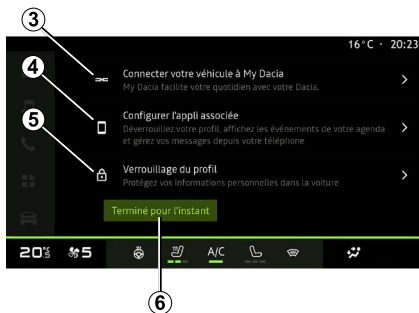 3
16°C · 20:23
Connecter votre véhicule à My Dacia
My Dacia facilite votre quotidien avec votre Dacia.
4
Configurer l'appli associée
Déverrouillez votre profil, affichez les événements de votre agenda
et gérez vos messages depuis votre téléphone
5
Verrouillage du profil
Protégez vos informations personnelles dans la voiture
Terminé pour l'instant
20°5 5 A/C
6